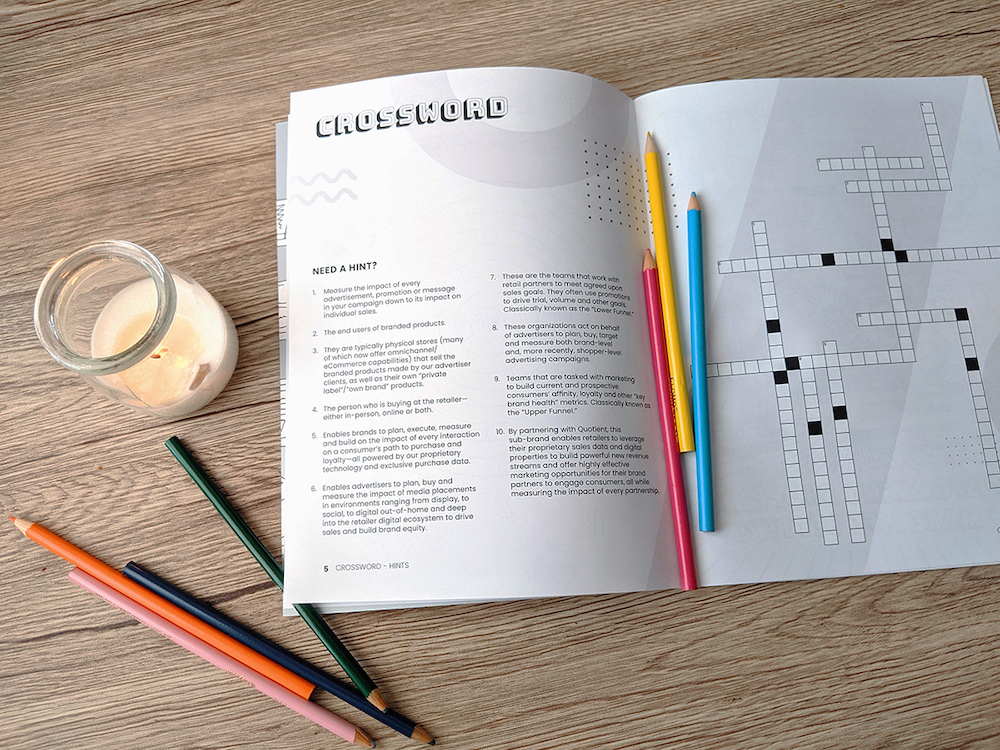 CROSSWORD
NEED A HINT?
1. Measure the impact of every
advertisement, promotion or message
in your campaign down to its impact on
individual sales.
2. The end users of branded products.
3. They are typically physical stores (many
of which now offer omnichannel/
eCommerce capabilities) that sell the
branded products made by our advertiser
clients, as well as their own “private
label”/“own brand” products.
4. The person who is buying at the retailer—
either in-person, online or both.
5. Enables brands to plan, execute, measure
and build on the impact of every interaction
on a consumer's path to purchase and
loyalty—all powered by our proprietary
technology and exclusive purchase data.
6. Enables advertisers to plan, buy and
measure the impact of media placements
in environments ranging from display, to
social, to digital out-of-home and deep
into the retailer digital ecosystem to drive
sales and build brand equity.
7. These are the teams that work with
retail partners to meet agreed upon
sales goals. They often use promotions
to drive trial, volume and other goals.
Classically known as the “Lower Funnel.”
8. These organizations act on behalf
of advertisers to plan, buy, target
and measure both brand-level
and, more recently, shopper-level
advertising campaigns.
9. Teams that are tasked with marketing
to build current and prospective
consumers' affinity, loyalty and other “key
brand health” metrics. Classically known as
the “Upper Funnel.”
10. By partnering with Quotient, this
sub-brand enables retailers to leverage
their proprietary sales data and digital
properties to build powerful new revenue
streams and offer highly effective
marketing opportunities for their brand
partners to engage consumers, all while
measuring the impact of every partnership.
5 CROSSWORD - HINTS